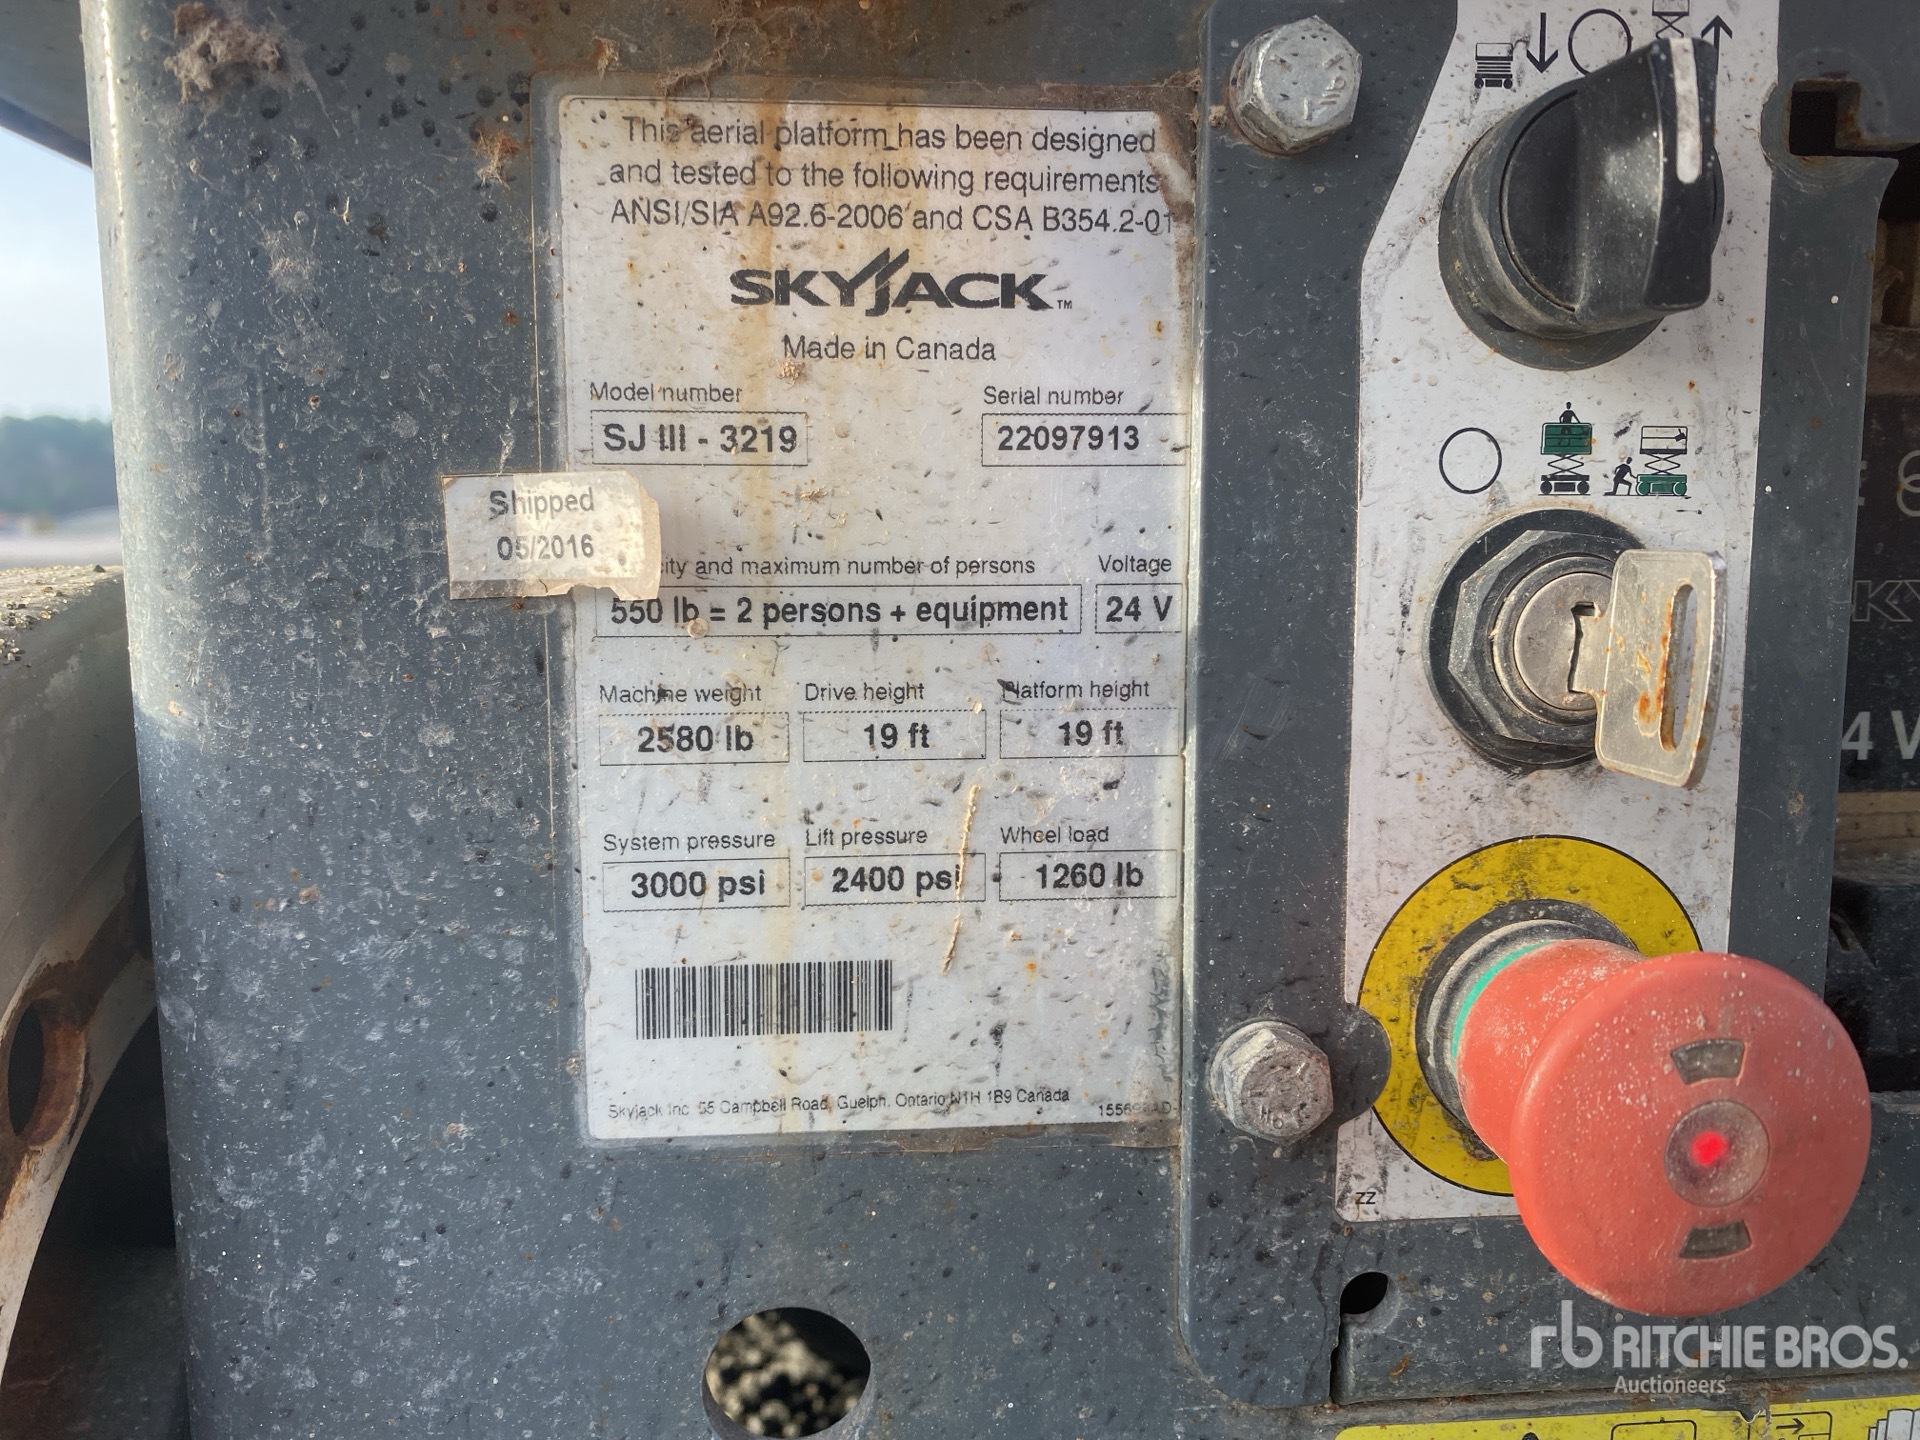 This aerial platform has been designed
and tested to the following requirements
ANSI/SIA A92.6-2006 and CSA B354.2-01
SKYJACK™
Made in Canada
Model number
SJ III - 3219
Serial number
22097913
Shipped
05/2016
and maximum number of persons
550 lb = 2 persons + equipment
Voltage
24 V
Machine weight
2580 lb
Drive height
19 ft
Platform height
19 ft
System pressure
3000 psi
Lift pressure
2400 psi
Wheel load
1260 lb
Skyjack Inc. 55 Campbell Road, Guelph, Ontario N1H 1B9 Canada
ZZ
4 V
rb RITCHIE BROS.
Auctioneers